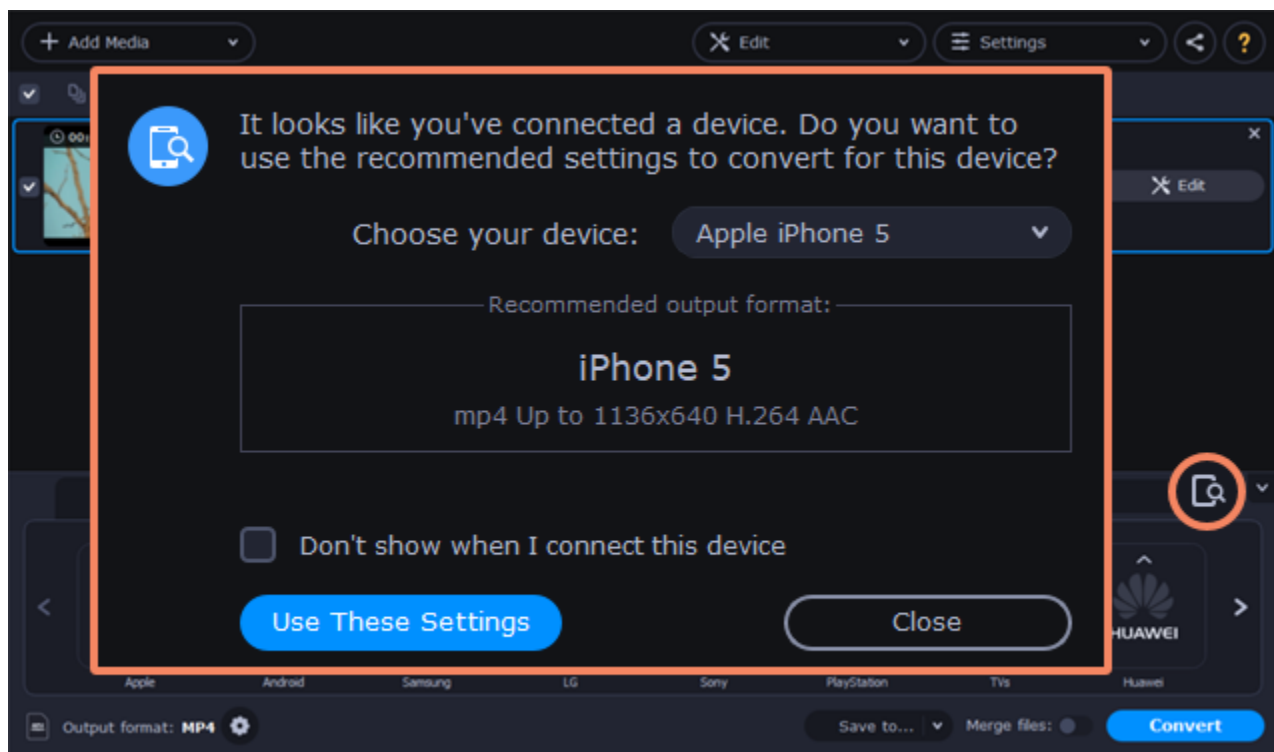 Add Media
Edit
Settings
?
It looks like you've connected a device. Do you want to
use the recommended settings to convert for this device?
Edit
Choose your device:
Apple iPhone 5
Recommended output format:
iPhone 5
mp4 Up to 1136x640 H.264 AAC
Don't show when I connect this device
Use These Settings
Close
HUAWEI
Apple
Android
Samsung
LG
Sony
PlayStation
TVs
Huawei
Output format: MP4
Save to...
Merge files:
Convert